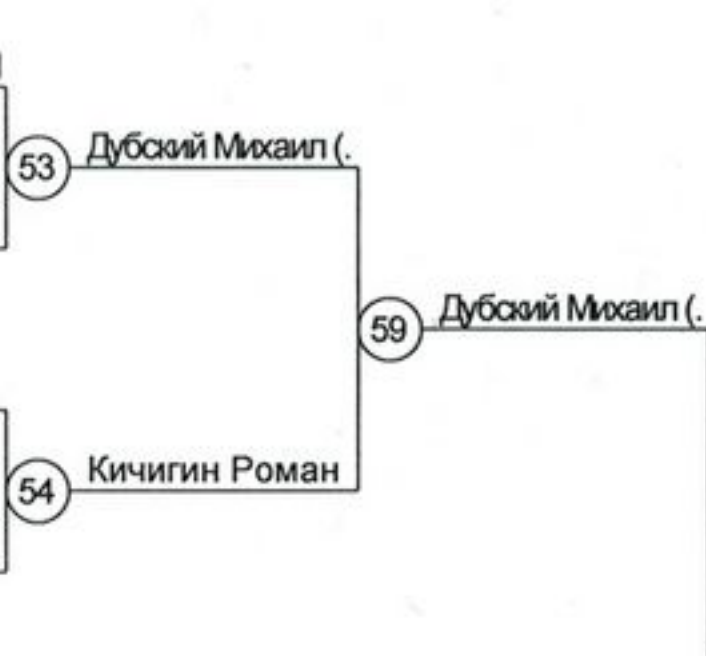 53 Дубский Михаил (.
59 Дубский Михаил (.
54 Кичигин Роман